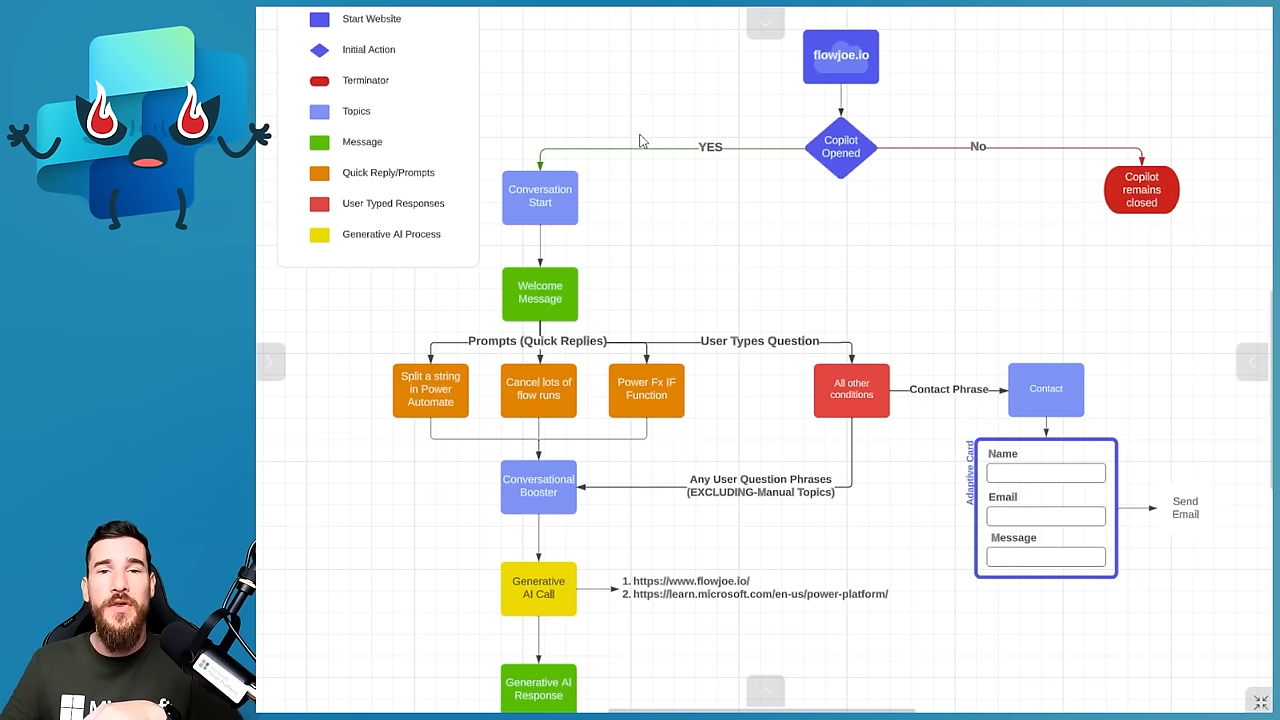 Start Website
Initial Action
Terminator
Topics
Message
Quick Reply/Prompts
User Typed Responses
Generative AI Process
flowjoe.io
Copilot
Opened
YES
No
Copilot
remains
closed
Conversation
Start
Welcome
Message
Prompts (Quick Replies)
User Types Question
Split a string
in Power
Automate
Cancel lots of
flow runs
Power Fx IF
Function
All other
conditions
Contact Phrase
Contact
Adaptive Card
Name
Email
Message
Send
Email
Conversational
Booster
Any User Question Phrases
(EXCLUDING-Manual Topics)
Generative
AI Call
1. https://www.flowjoe.io/
2. https://learn.microsoft.com/en-us/power-platform/
Generative AI
Response